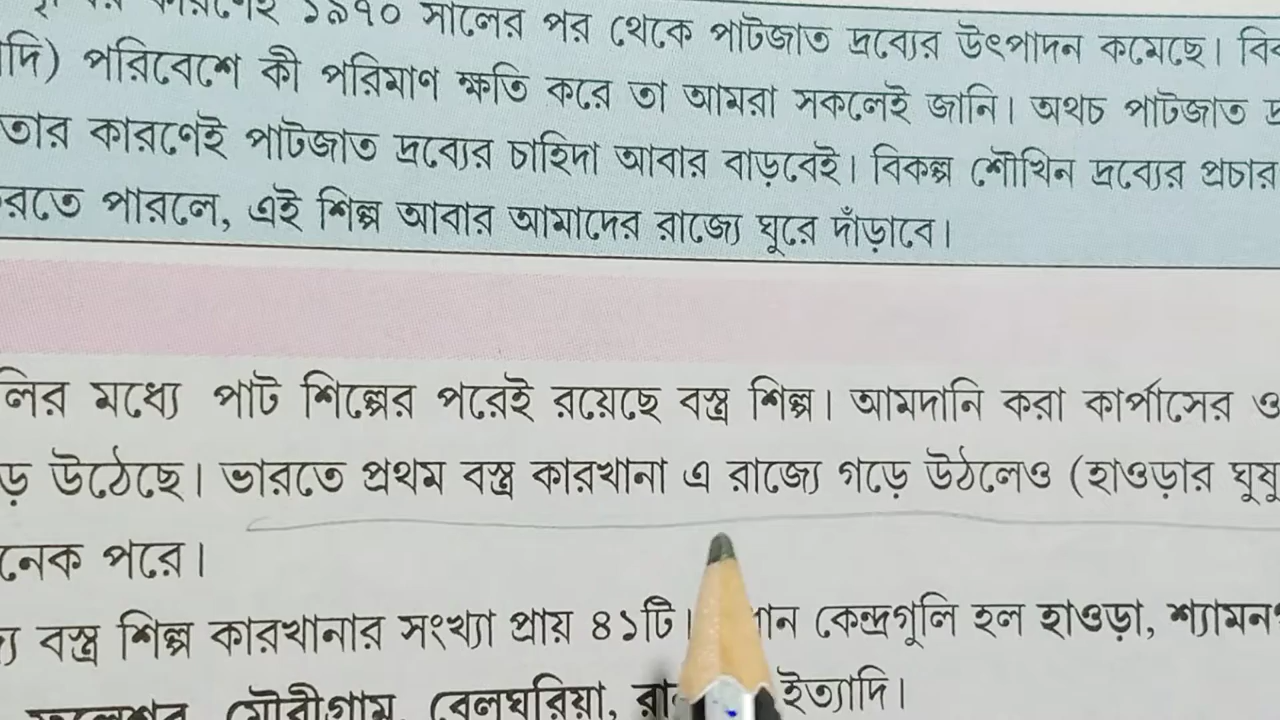 কারণেই ১৯৭০ সালের পর থেকে পাটজাত দ্রব্যের উৎপাদন কমেছে। বিক
দি) পরিবেশে কী পরিমাণ ক্ষতি করে তা আমরা সকলেই জানি। অথচ পাটজাত দ্র
তার কারণেই পাটজাত দ্রব্যের চাহিদা আবার বাড়বেই। বিকল্প শৌখিন দ্রব্যের প্রচার
রতে পারলে, এই শিল্প আবার আমাদের রাজ্যে ঘুরে দাঁড়াবে।
লির মধ্যে পাট শিল্পের পরেই রয়েছে বস্ত্র শিল্প। আমদানি করা কার্পাসের ও
ড় উঠেছে। ভারতে প্রথম বস্ত্র কারখানা এ রাজ্যে গড়ে উঠলেও (হাওড়ার ঘুষু
নেক পরে।
বস্ত্র শিল্প কারখানার সংখ্যা প্রায় ৪১টি। ান কেন্দ্রগুলি হল হাওড়া, শ্যামন
মৌরীগ্রাম, বেলঘরিয়া, ইত্যাদি।